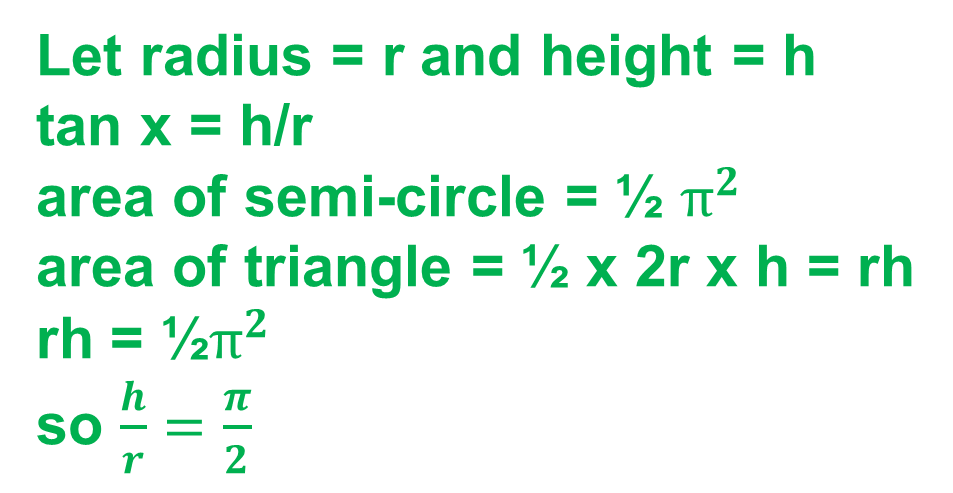 Let radius = r and height = h
tan x = h/r
area of semi-circle = ½ π²
area of triangle = ½ x 2r x h = rh
rh = ½π²
so h/r = π/2